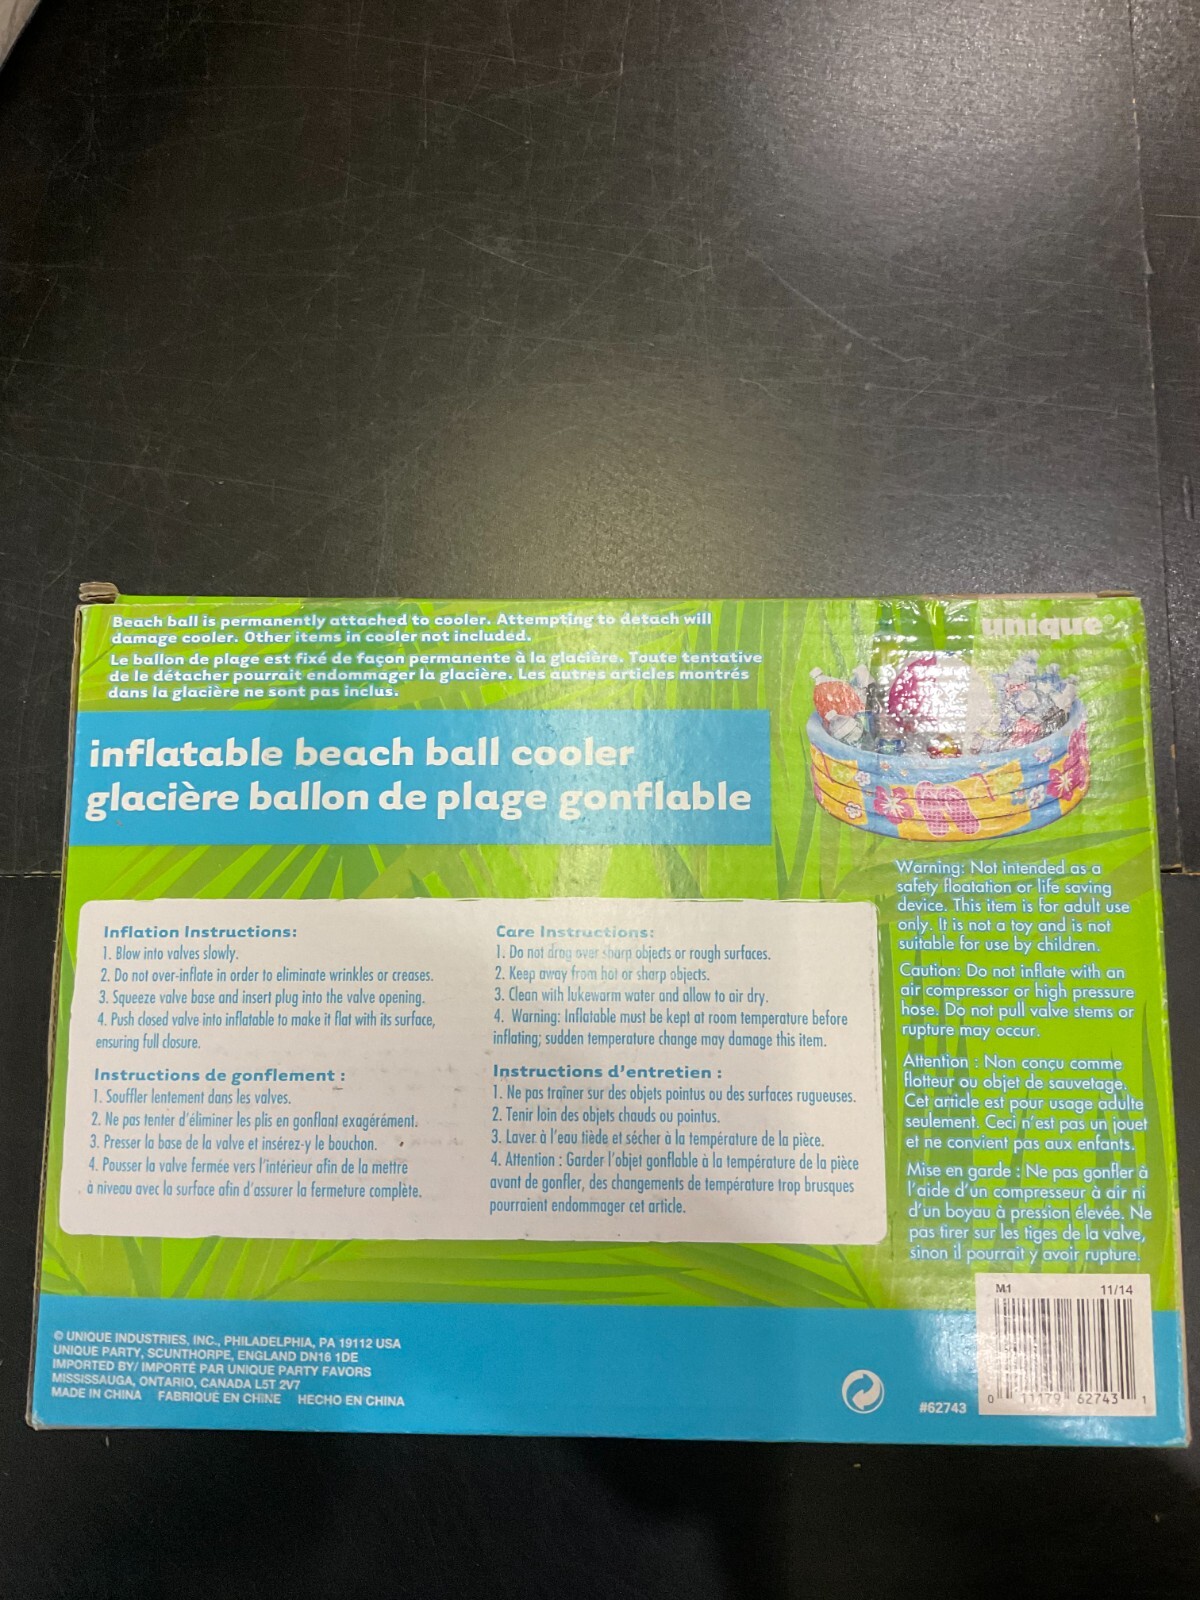 Beach ball is permanently attached to cooler. Attempting to detach will
damage cooler. Other items in cooler not included.
Le ballon de plage est fixé de façon permanente à la glacière. Toute tentative
de le détacher pourrait endommager la glacière. Les autres articles montrés
dans la glacière ne sont pas inclus.
unique®
inflatable beach ball cooler
glacière ballon de plage gonflable
Inflation Instructions:
1. Blow into valves slowly.
2. Do not over-inflate in order to eliminate wrinkles or creases.
3. Squeeze valve base and insert plug into the valve opening.
4. Push closed valve into inflatable to make it flat with its surface,
ensuring full closure.
Instructions de gonflement :
1. Souffler lentement dans les valves.
2. Ne pas tenter d'éliminer les plis en gonflant exagérément.
3. Presser la base de la valve et insérez-y le bouchon.
4. Pousser la valve fermée vers l'intérieur afin de la mettre
à niveau avec la surface afin d'assurer la fermeture complète.
Care Instructions:
1. Do not drag over sharp objects or rough surfaces.
2. Keep away from hot or sharp objects.
3. Clean with lukewarm water and allow to air dry.
4. Warning: Inflatable must be kept at room temperature before
inflating; sudden temperature change may damage this item.
Instructions d'entretien :
1. Ne pas traîner sur des objets pointus ou des surfaces rugueuses.
2. Tenir loin des objets chauds ou pointus.
3. Laver à l'eau tiède et sécher à la température de la pièce.
4. Attention : Garder l'objet gonflable à la température de la pièce
avant de gonfler, des changements de température trop brusques
pourraient endommager cet article.
Warning: Not intended as a
safety floatation or life saving
device. This item is for adult use
only. It is not a toy and is not
suitable for use by children.
Caution: Do not inflate with an
air compressor or high pressure
hose. Do not pull valve stems or
rupture may occur.
Attention : Non conçu comme
flotteur ou objet de sauvetage.
Cet article est pour usage adulte
seulement. Ceci n'est pas un jouet
et ne convient pas aux enfants.
Mise en garde : Ne pas gonfler à
l'aide d'un compresseur à air ni
d'un boyau à pression élevée. Ne
pas tirer sur les tiges de la valve,
sinon il pourrait y avoir rupture.
© UNIQUE INDUSTRIES, INC., PHILADELPHIA, PA 19112 USA
UNIQUE PARTY, SCUNTHORPE, ENGLAND DN16 1DE
IMPORTED BY/ IMPORTÉ PAR UNIQUE PARTY FAVORS
MISSISSAUGA, ONTARIO, CANADA L5T 2V7
MADE IN CHINA FABRIQUÉ EN CHINE HECHO EN CHINA
#62743
M1 11/14
0 11179 62743 1